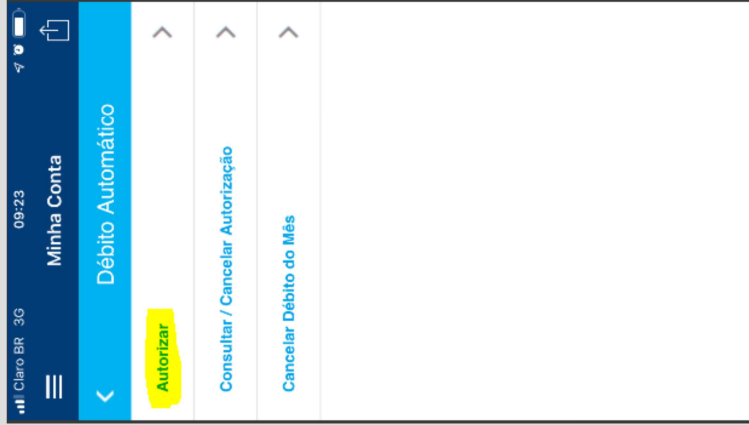 Claro BR 3G 09:23
Minha Conta
Débito Automático
Autorizar
Consultar / Cancelar Autorização
Cancelar Débito do Mês